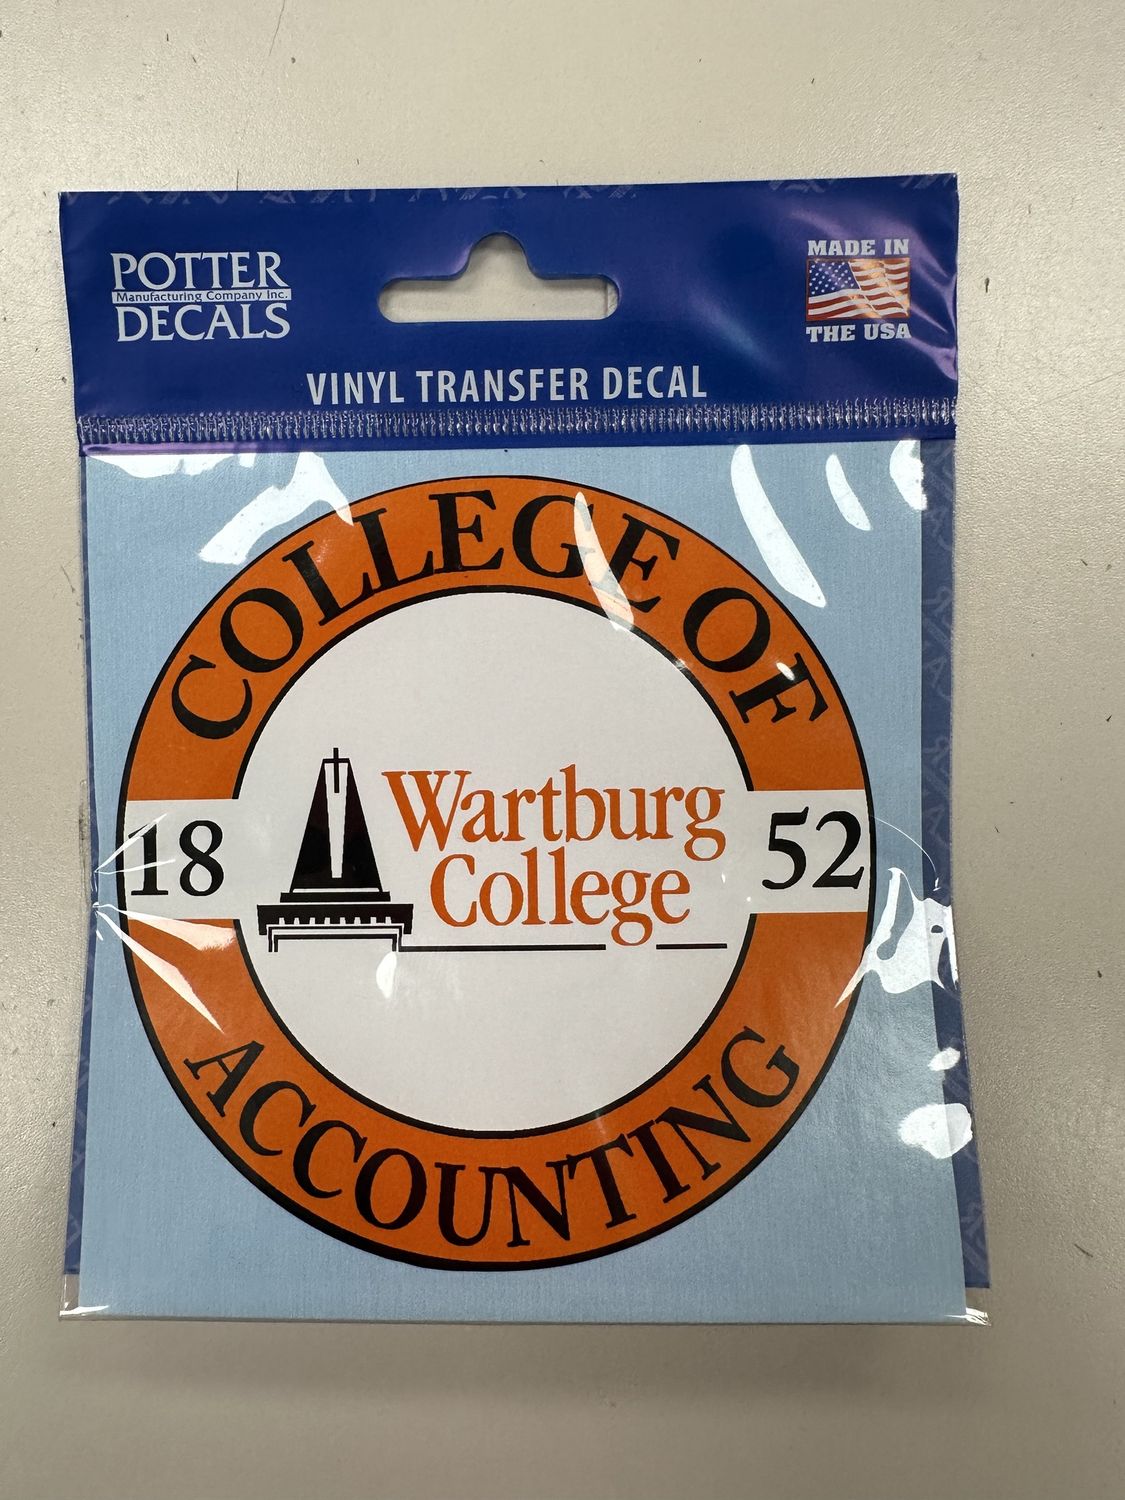 POTTER
Manufacturing Company Inc.
DECALS
MADE IN
THE USA
VINYL TRANSFER DECAL
COLLEGE OF
18
Wartburg
College
52
ACCOUNTING